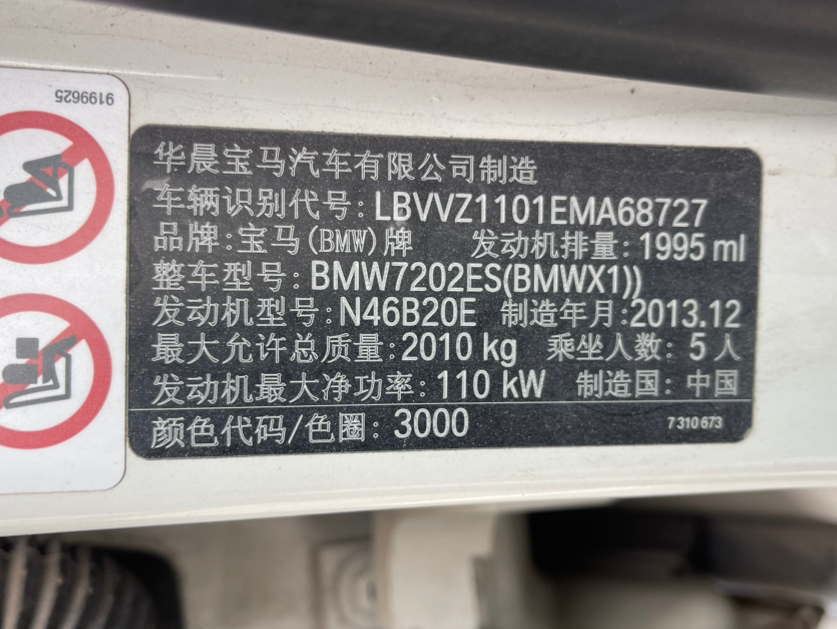 9199625
华晨宝马汽车有限公司制造
车辆识别代号: LBVVZ1101EMA68727
品牌:宝马(BMW)牌 发动机排量: 1995 ml
整车型号: BMW7202ES(BMWX1))
发动机型号: N46B20E 制造年月:2013.12
最大允许总质量: 2010 kg 乘坐人数: 5 人
发动机最大净功率: 110 kW 制造国: 中国
颜色代码/色圈: 3000 7 310 673